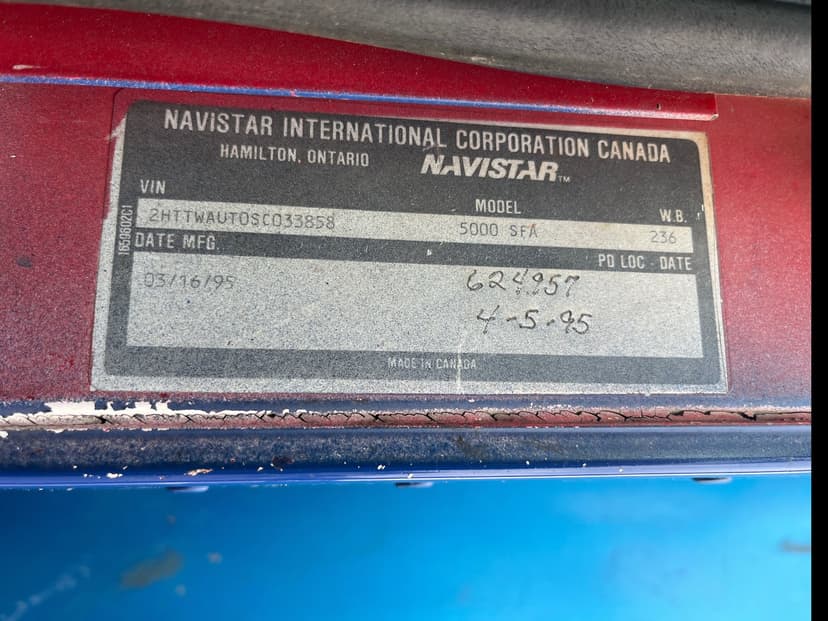 NAVISTAR INTERNATIONAL CORPORATION CANADA
HAMILTON, ONTARIO NAVISTAR™
VIN MODEL W.B.
2HTTWAUT0SC033858 5000 SFA 236
DATE MFG. PD LOC - DATE
03/16/95 624957
4-5-95
MADE IN CANADA
1650602C1